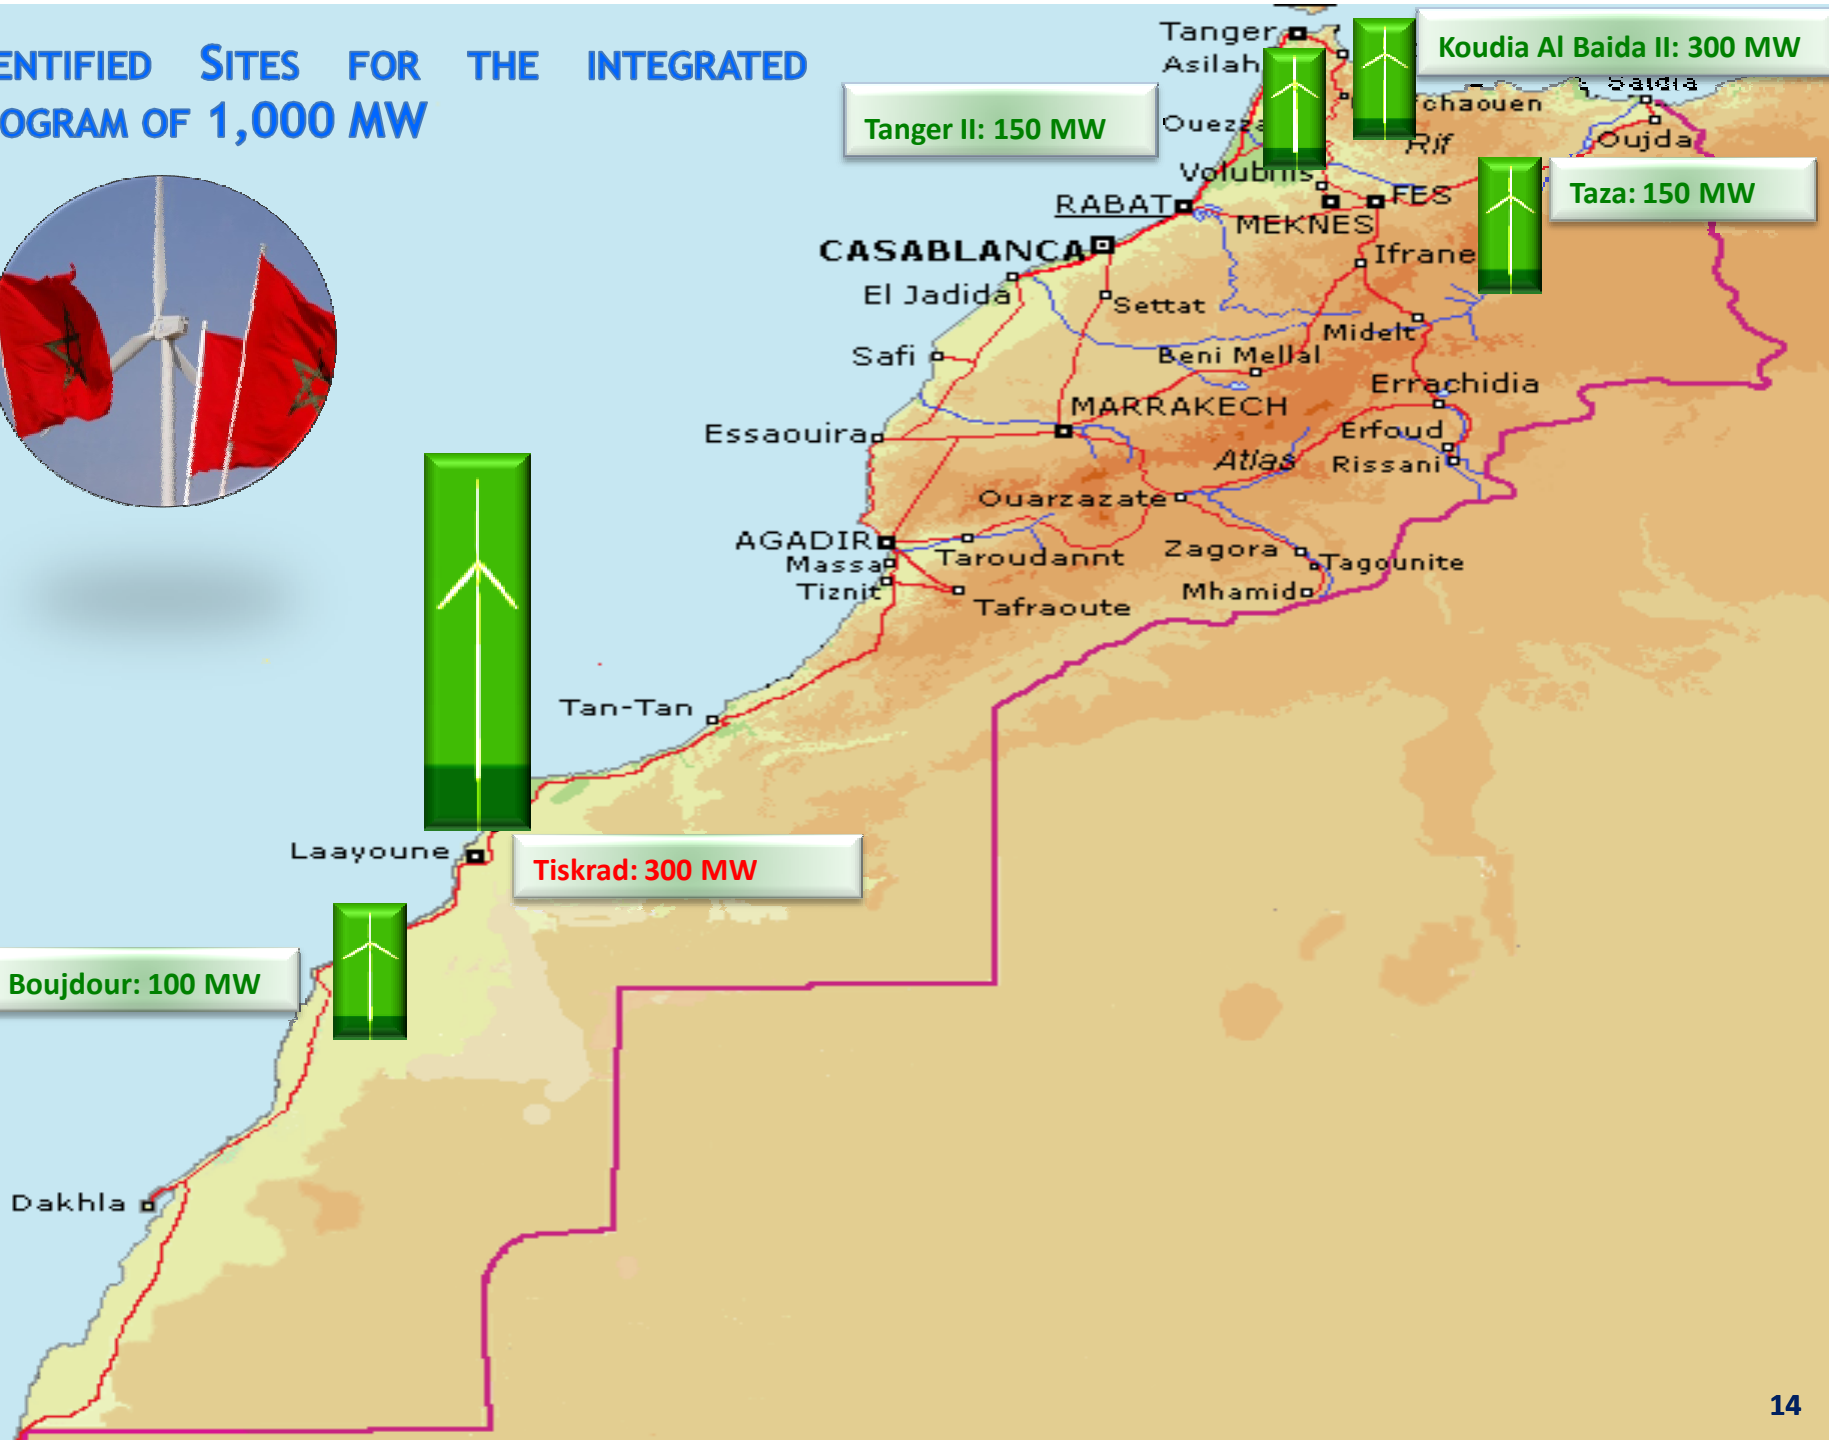 ENTIFIED SITES FOR THE INTEGRATED
OGRAM OF 1,000 MW
Koudia Al Baida II: 300 MW
Tanger II: 150 MW
Taza: 150 MW
Tanger
Asilah
Saidia
chaouen
Ouezza
Rif
Oujda
Volubilis
RABAT
MEKNES
FES
CASABLANCA
Ifrane
El Jadida
Settat
Midelt
Safi
Beni Mellal
Errachidia
MARRAKECH
Essaouira
Erfoud
Atlas
Rissani
Ouarzazate
AGADIR
Taroudannt
Zagora
Massa
Tagounite
Tiznit
Mhamid
Tafraoute
Tan-Tan
Laayoune
Tiskrad: 300 MW
Boujdour: 100 MW
Dakhla
14